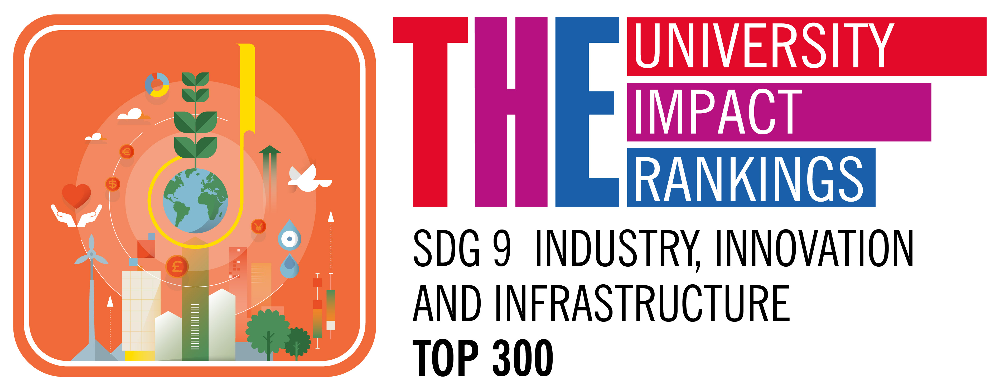 THE UNIVERSITY
IMPACT
RANKINGS
SDG 9 INDUSTRY, INNOVATION
AND INFRASTRUCTURE
TOP 300
€
$
¥
£